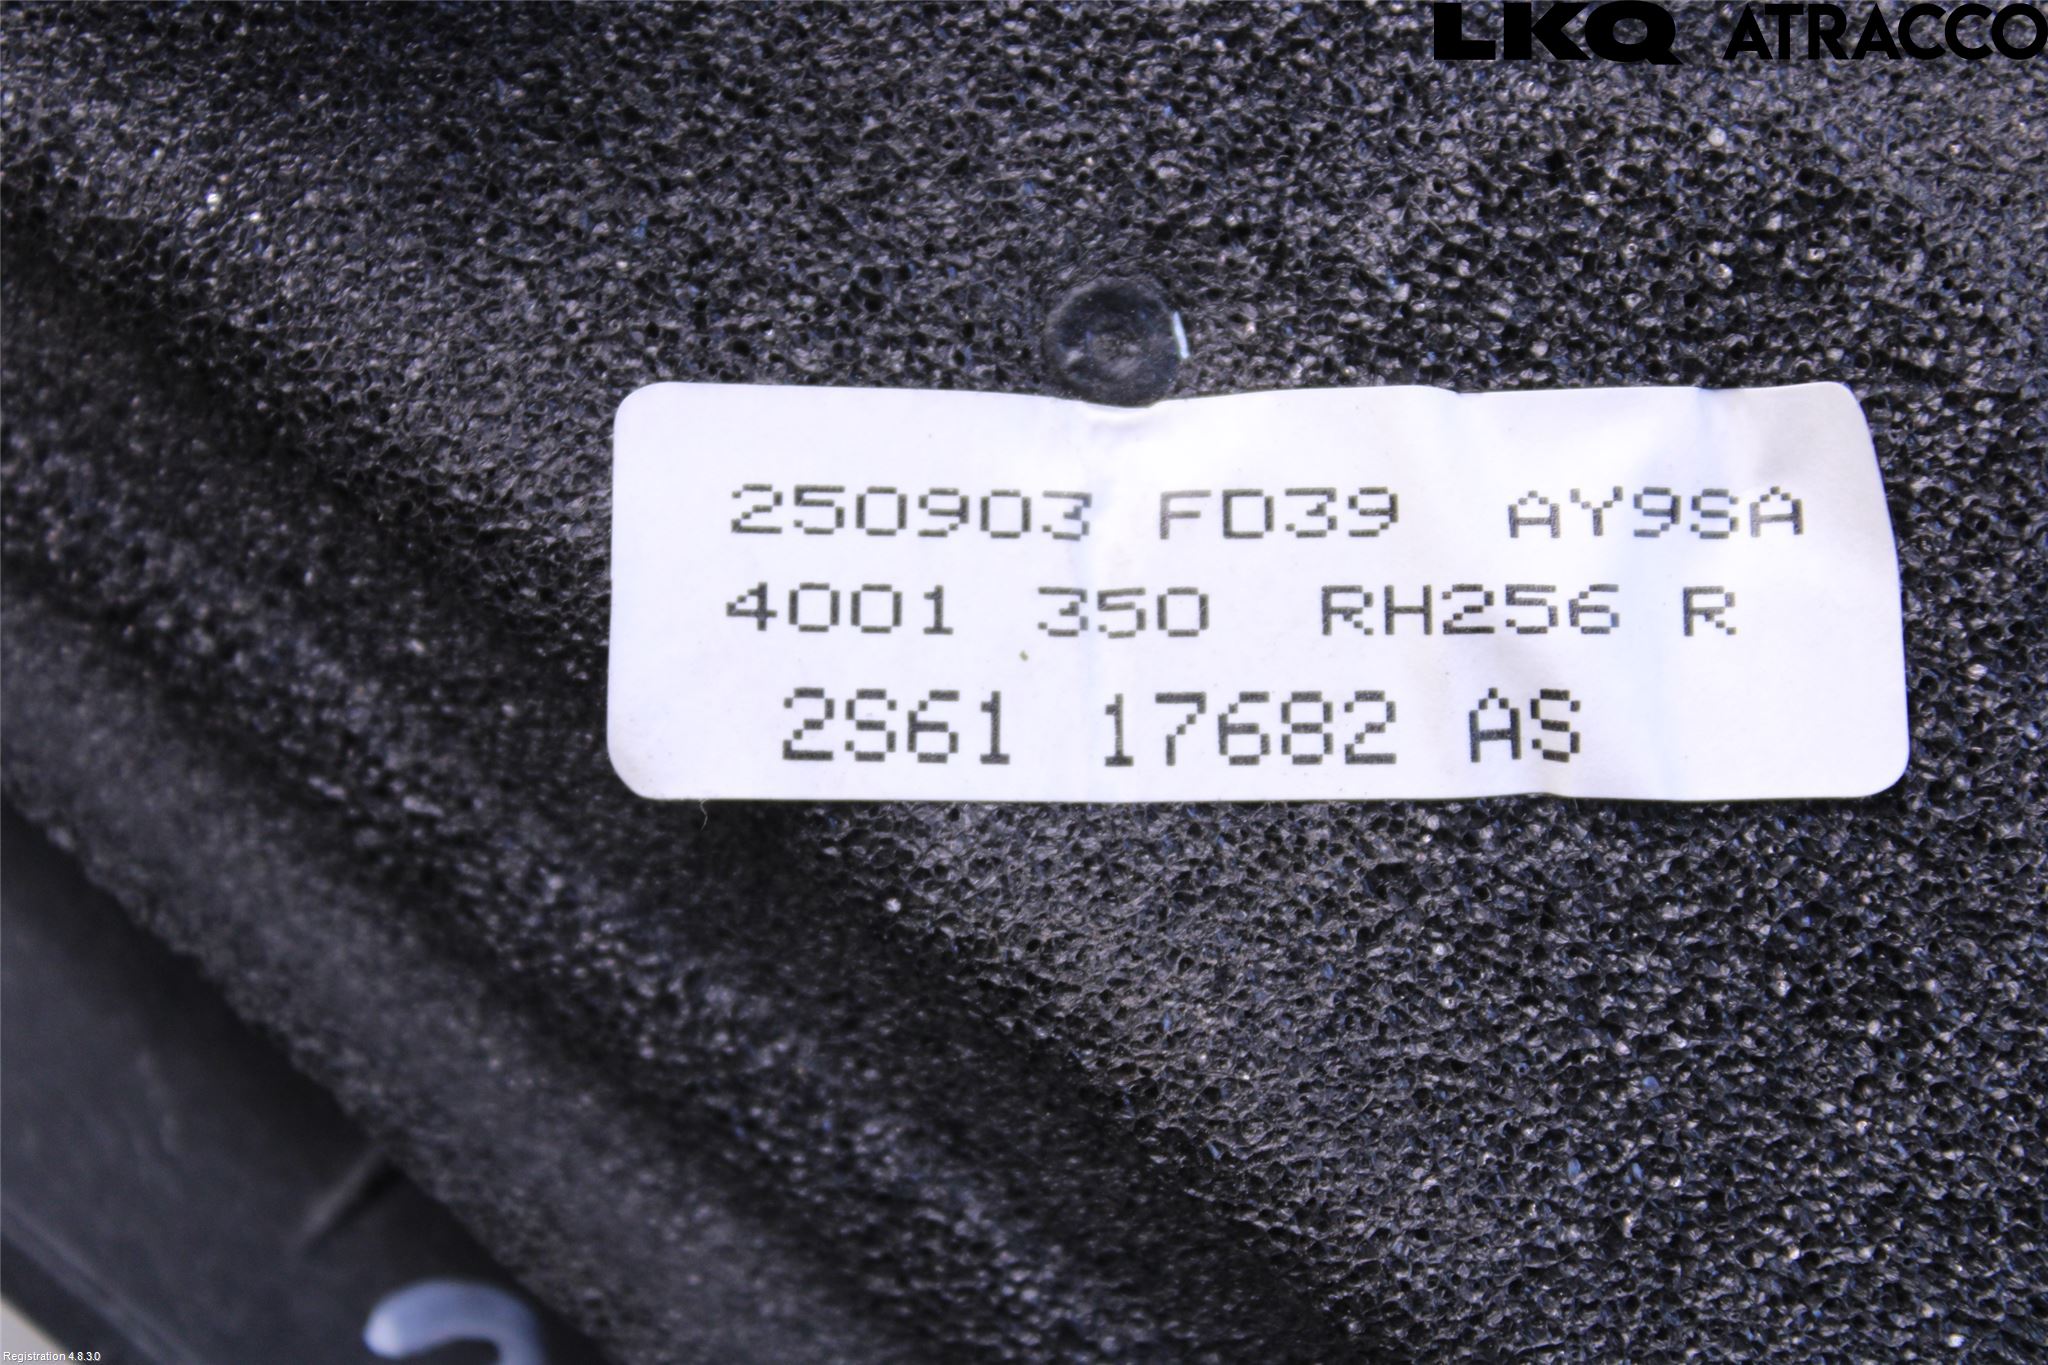 LKQ ATRACCO
250903 FD39 AY9SA
4001 350 RH256 R
2S61 17682 AS
Registration 4.8.3.0